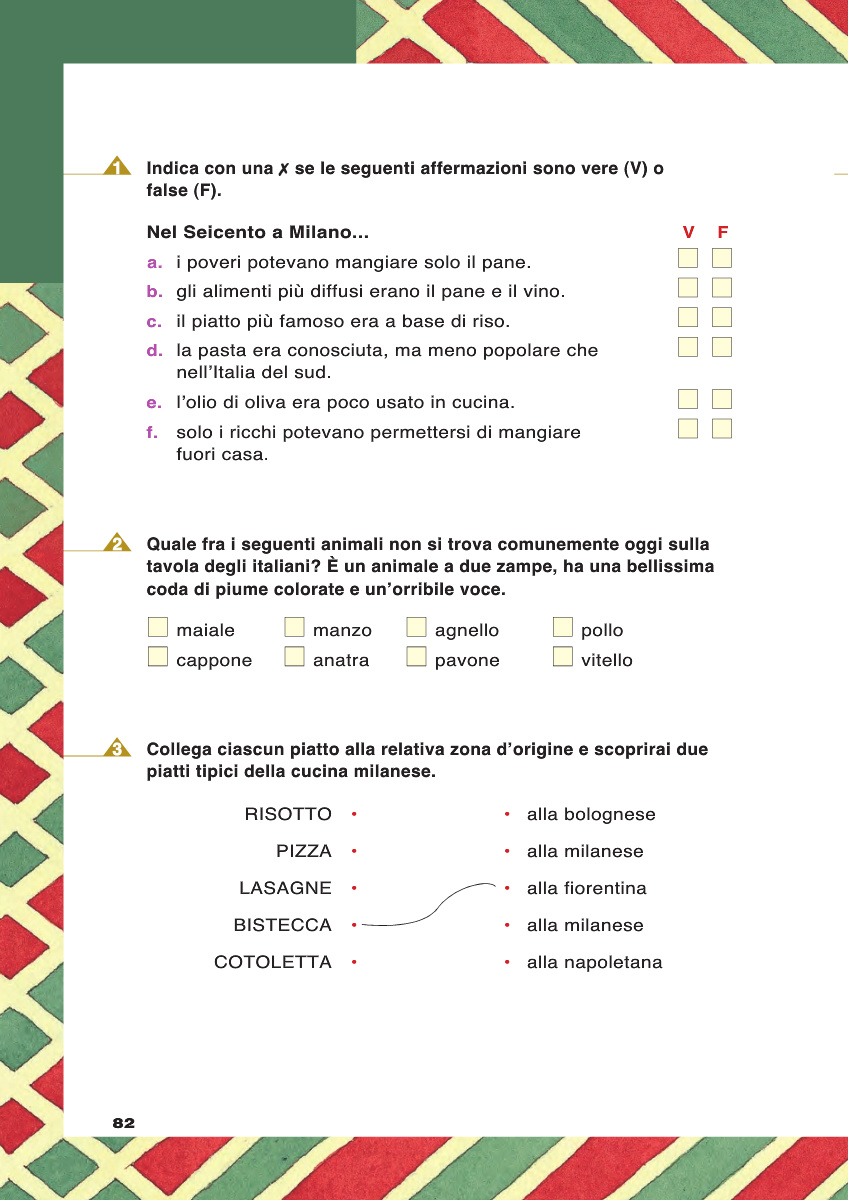 1 Indica con una ✗ se le seguenti affermazioni sono vere (V) o
false (F).
Nel Seicento a Milano... V F
a. i poveri potevano mangiare solo il pane.
b. gli alimenti più diffusi erano il pane e il vino.
c. il piatto più famoso era a base di riso.
d. la pasta era conosciuta, ma meno popolare che
nell’Italia del sud.
e. l’olio di oliva era poco usato in cucina.
f. solo i ricchi potevano permettersi di mangiare
fuori casa.
2 Quale fra i seguenti animali non si trova comunemente oggi sulla
tavola degli italiani? È un animale a due zampe, ha una bellissima
coda di piume colorate e un’orribile voce.
maiale manzo agnello pollo
cappone anatra pavone vitello
3 Collega ciascun piatto alla relativa zona d’origine e scoprirai due
piatti tipici della cucina milanese.
RISOTTO • • alla bolognese
PIZZA • • alla milanese
LASAGNE • • alla fiorentina
BISTECCA • • alla milanese
COTOLETTA • • alla napoletana
82